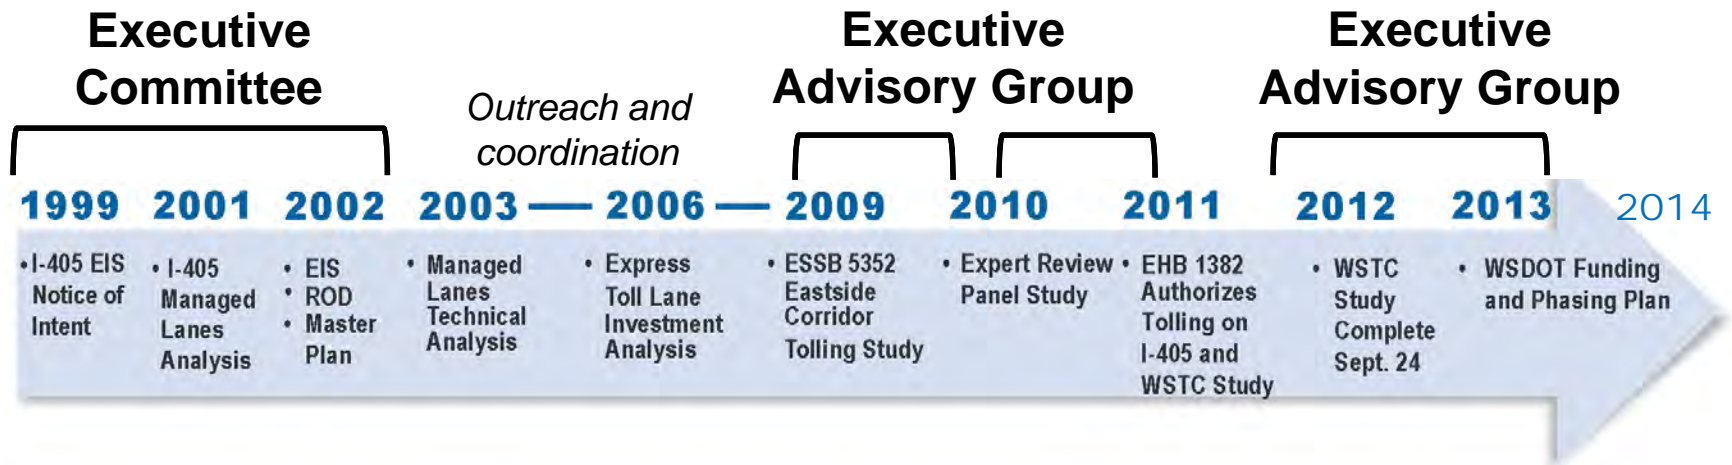 Executive
Committee
Outreach and
coordination
Executive
Advisory Group
Executive
Advisory Group
1999 2001 2002 2003 — 2006 — 2009 2010 2011 2012 2013 2014
• I-405 EIS
Notice of
Intent
• I-405
Managed
Lanes
Analysis
• EIS
• ROD
• Master
Plan
• Managed
Lanes
Technical
Analysis
• Express
Toll Lane
Investment
Analysis
• ESSB 5352
Eastside
Corridor
Tolling Study
• Expert Review
Panel Study
• EHB 1382
Authorizes
Tolling on
I-405 and
WSTC Study
• WSTC
Study
Complete
Sept. 24
• WSDOT Funding
and Phasing Plan